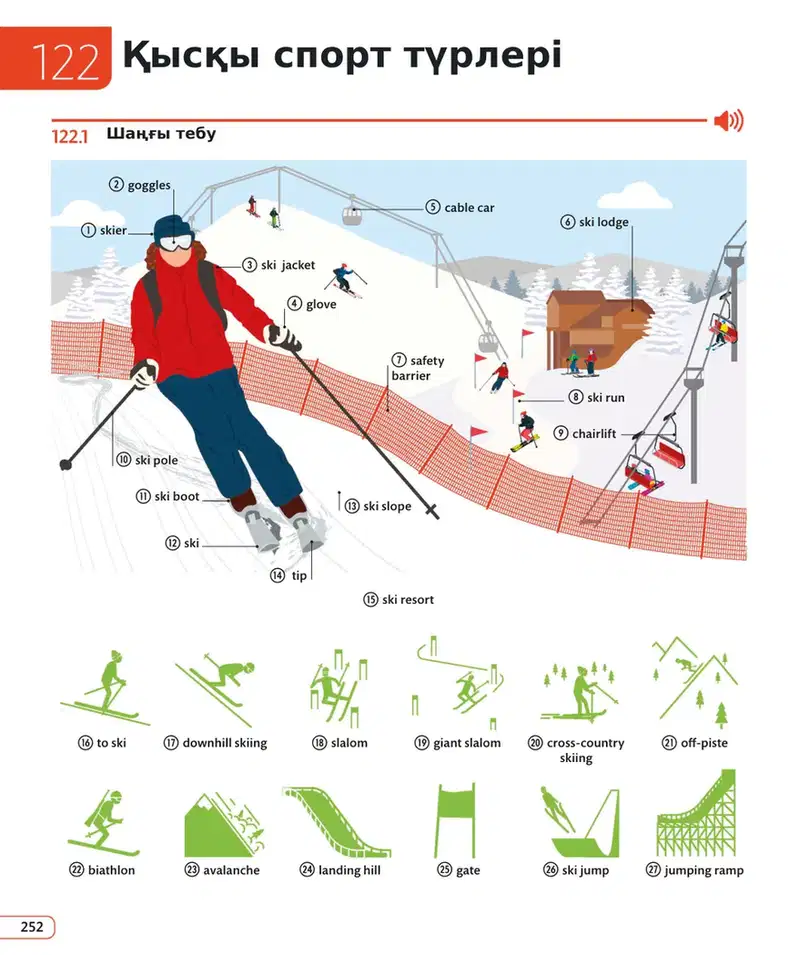 122 Қысқы спорт түрлері
122.1 Шаңғы тебу
② goggles
① skier
⑤ cable car
⑥ ski lodge
③ ski jacket
④ glove
⑦ safety
barrier
⑧ ski run
⑨ chairlift
⑩ ski pole
⑪ ski boot
⑬ ski slope
⑫ ski
⑭ tip
⑮ ski resort
⑯ to ski
⑰ downhill skiing
⑱ slalom
⑲ giant slalom
⑳ cross-country
skiing
㉑ off-piste
㉒ biathlon
㉓ avalanche
㉔ landing hill
㉕ gate
㉖ ski jump
㉗ jumping ramp
252